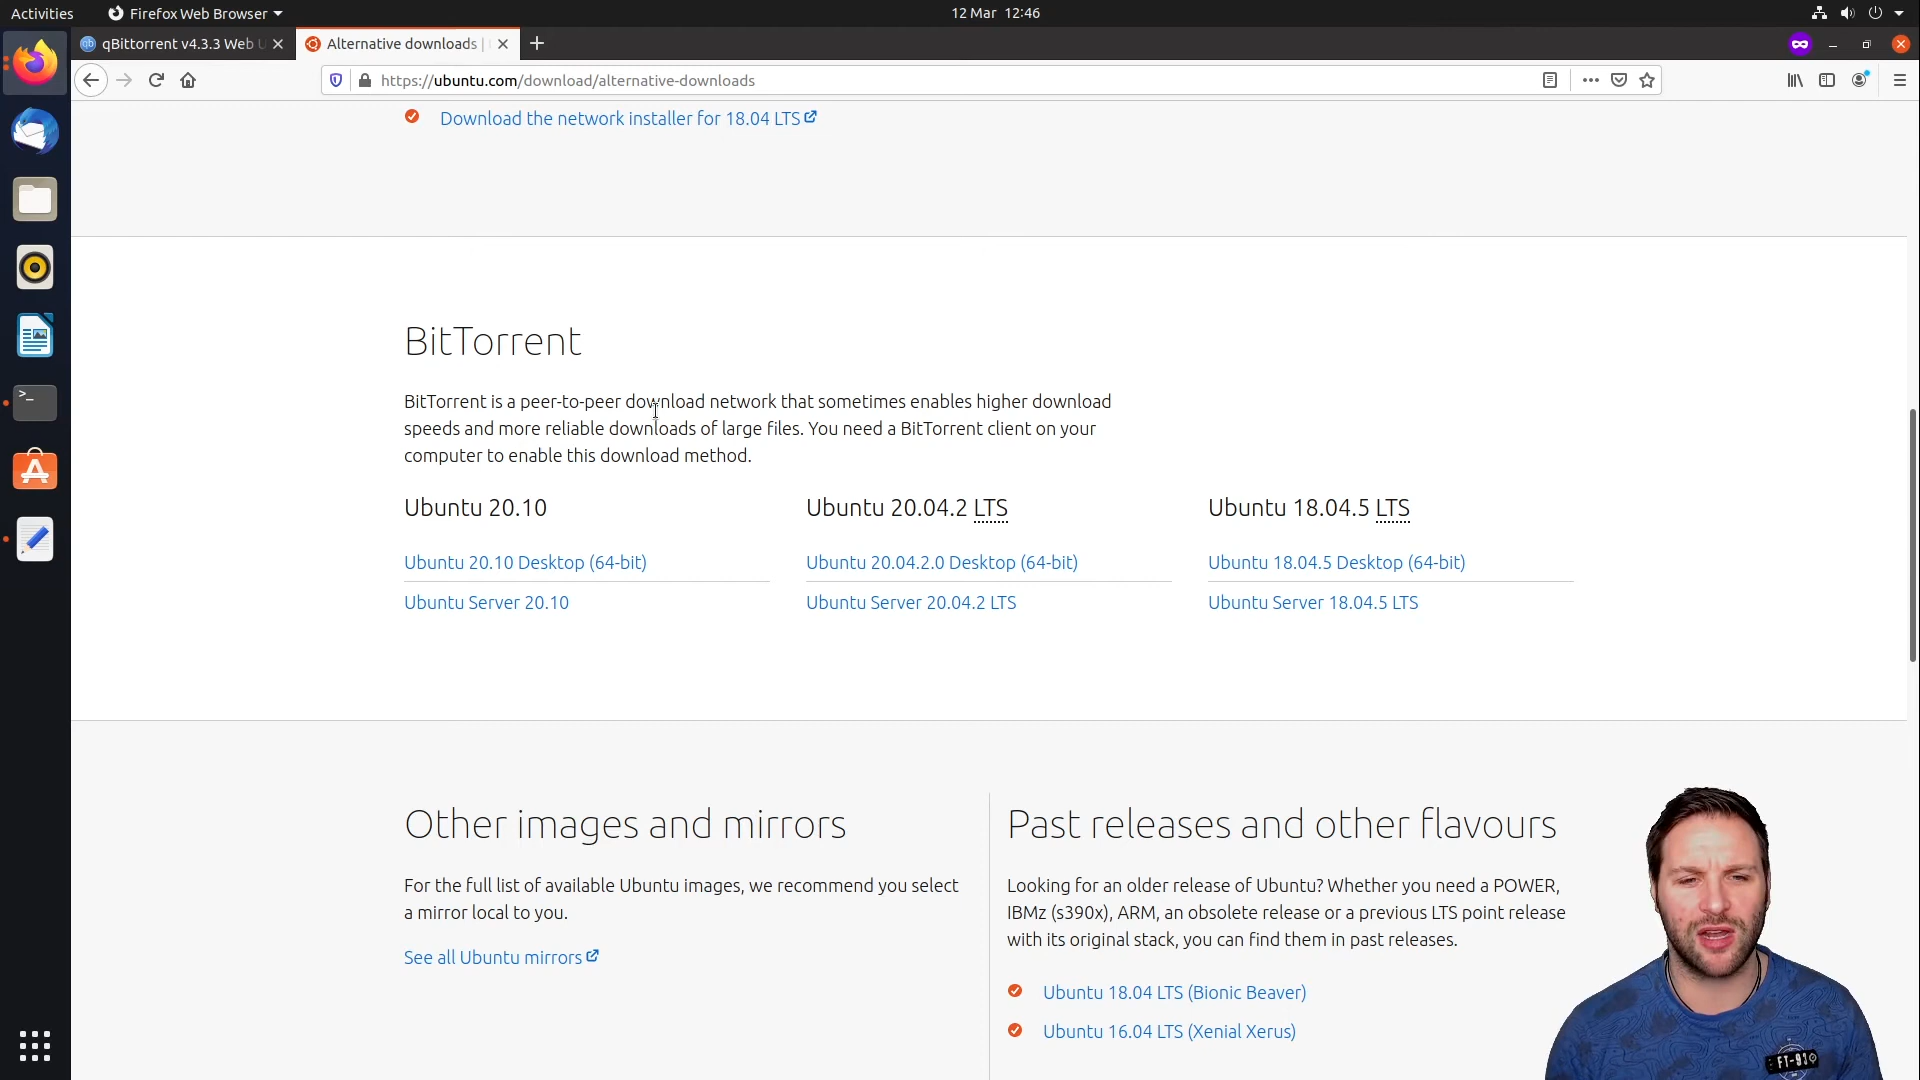 Activities
Firefox Web Browser
12 Mar 12:46
qBittorrent v4.3.3 Web U
Alternative downloads |
https://ubuntu.com/download/alternative-downloads
Download the network installer for 18.04 LTS
BitTorrent
BitTorrent is a peer-to-peer download network that sometimes enables higher download
speeds and more reliable downloads of large files. You need a BitTorrent client on your
computer to enable this download method.
Ubuntu 20.10
Ubuntu 20.10 Desktop (64-bit)
Ubuntu Server 20.10
Ubuntu 20.04.2 LTS
Ubuntu 20.04.2.0 Desktop (64-bit)
Ubuntu Server 20.04.2 LTS
Ubuntu 18.04.5 LTS
Ubuntu 18.04.5 Desktop (64-bit)
Ubuntu Server 18.04.5 LTS
Other images and mirrors
For the full list of available Ubuntu images, we recommend you select
a mirror local to you.
See all Ubuntu mirrors
Past releases and other flavours
Looking for an older release of Ubuntu? Whether you need a POWER,
IBMz (s390x), ARM, an obsolete release or a previous LTS point release
with its original stack, you can find them in past releases.
Ubuntu 18.04 LTS (Bionic Beaver)
Ubuntu 16.04 LTS (Xenial Xerus)